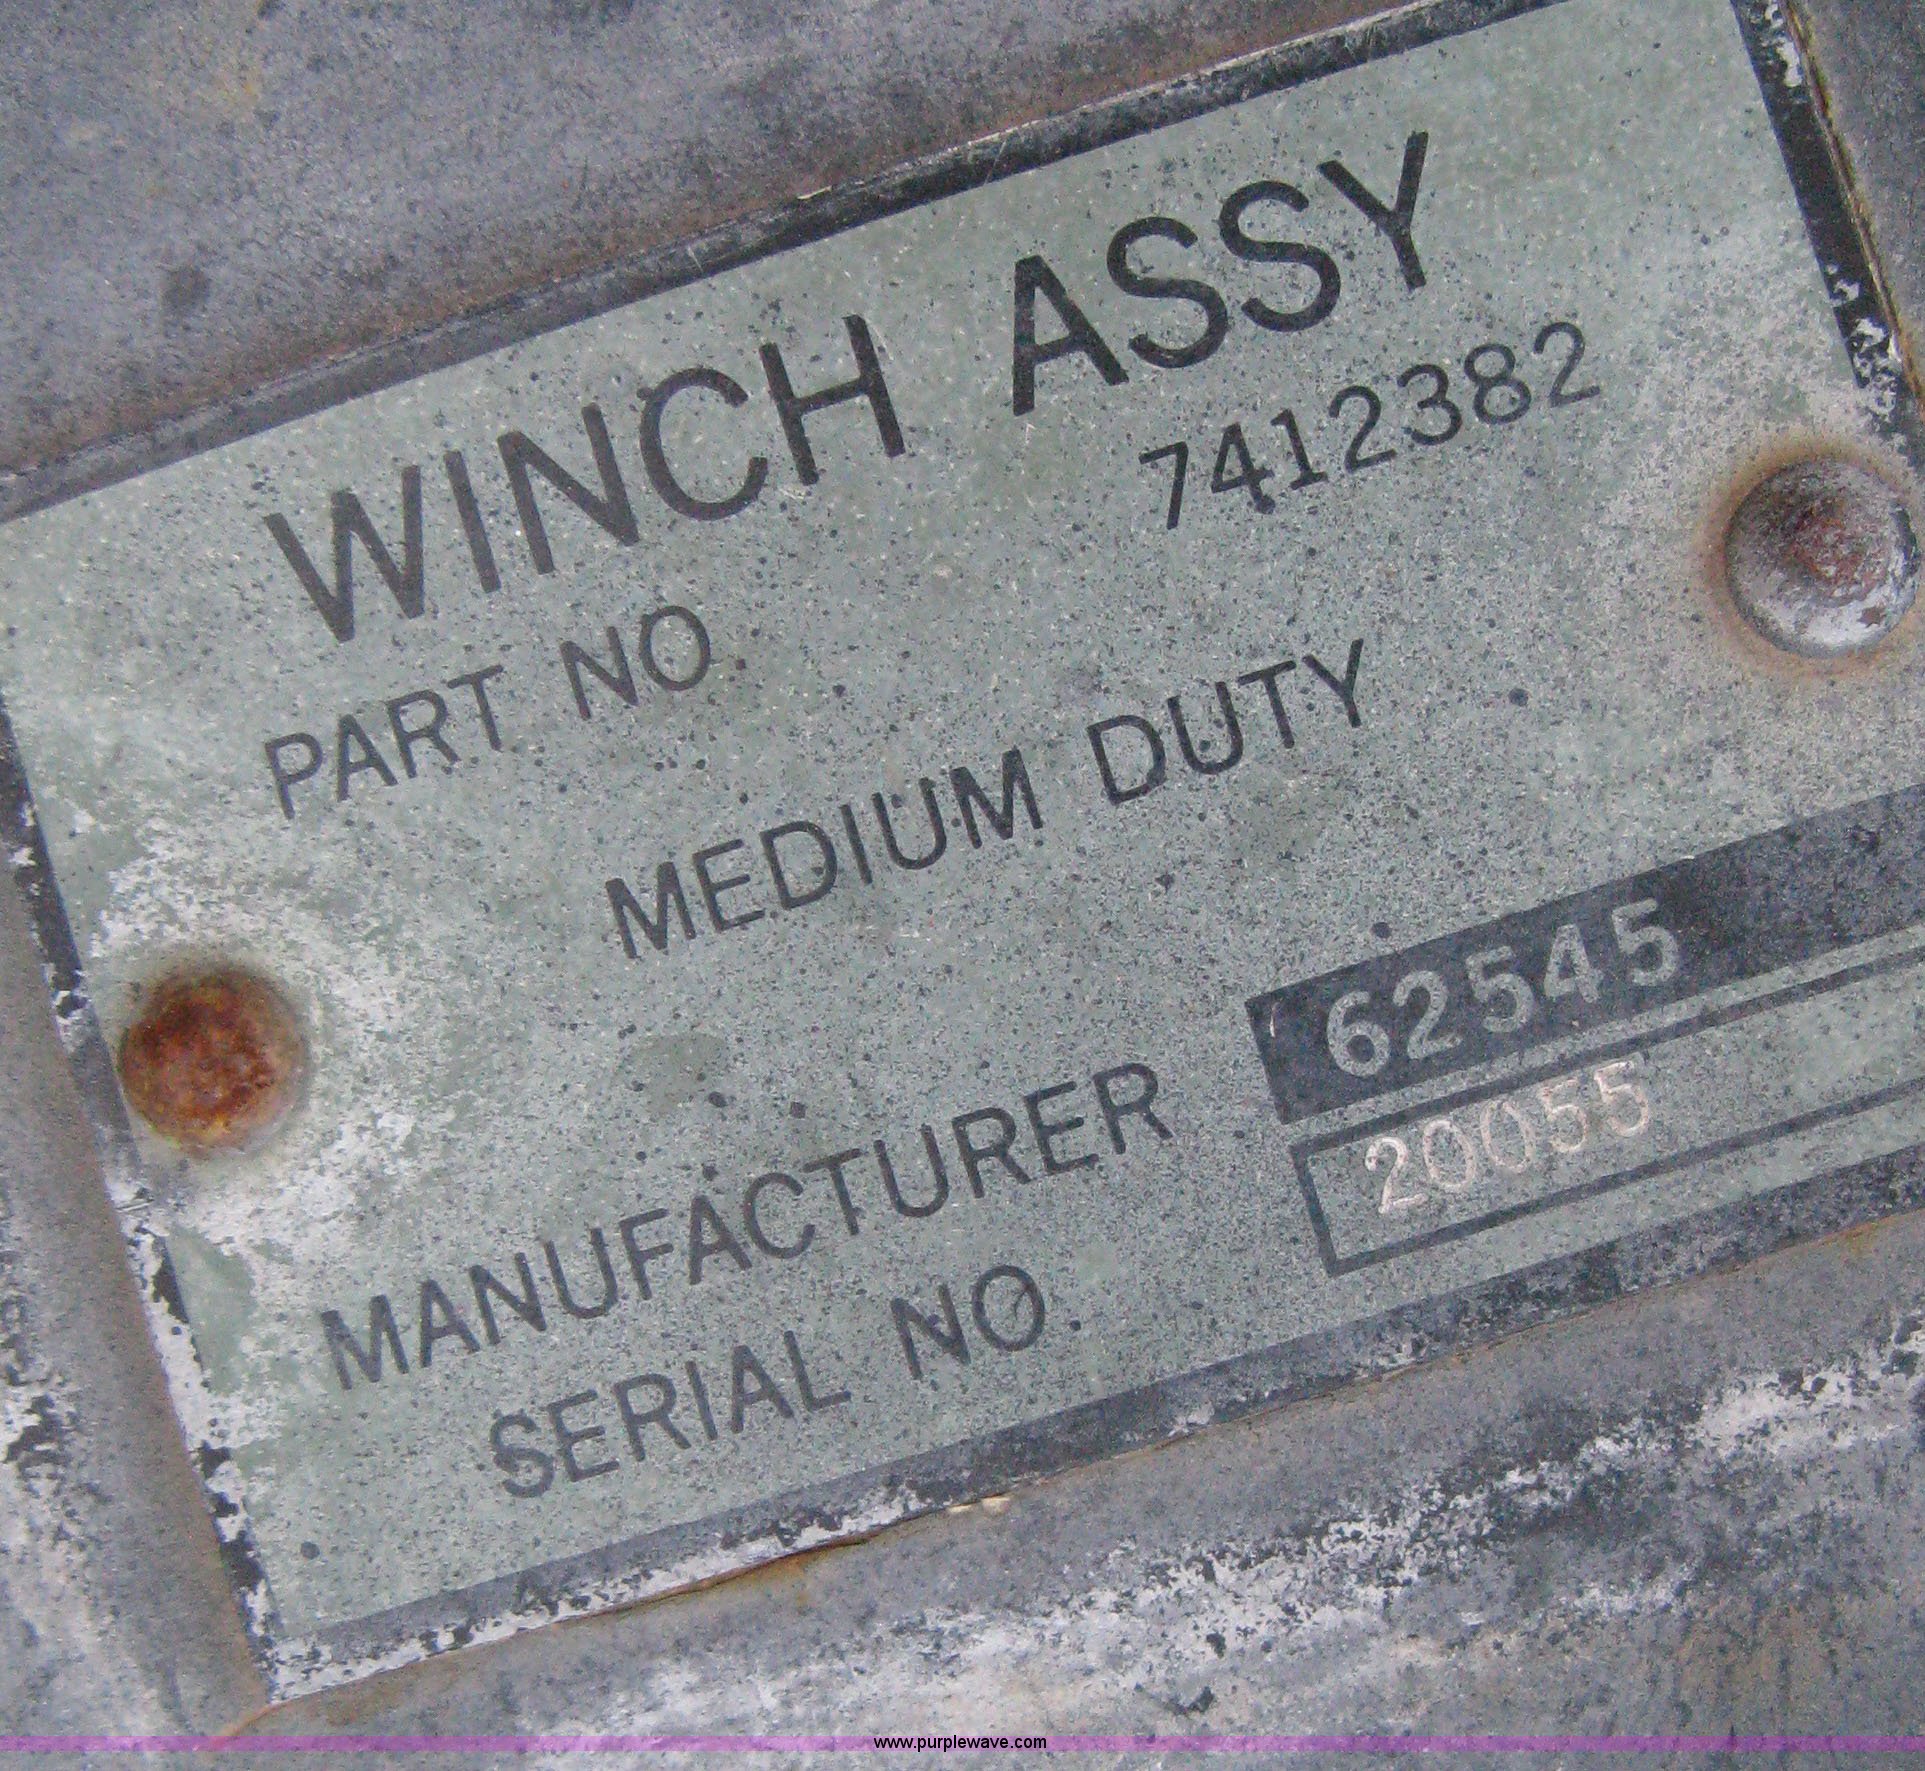 WINCH ASSY
PART NO 7412382
MEDIUM DUTY
MANUFACTURER 62545
SERIAL NO. 20055
www.purplewave.com